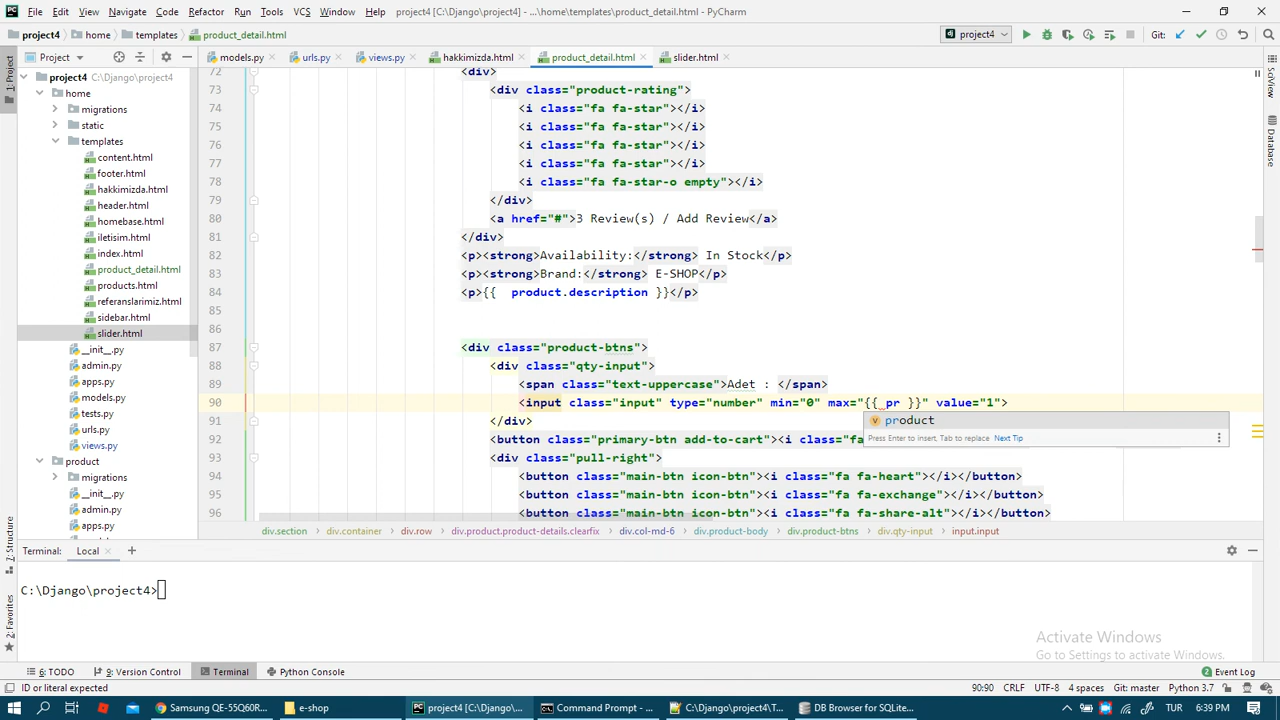 File Edit View Navigate Code Refactor Run Tools VCS Window Help project4 [C:\Django\project4] - ...\home\templates\product_detail.html - PyCharm
project4 home templates product_detail.html project4 Git:
Project models.py urls.py views.py hakkimizda.html product_detail.html slider.html
project4 C:\Django\project4
home
migrations
static
templates
content.html
footer.html
hakkimizda.html
header.html
homebase.html
iletisim.html
index.html
product_detail.html
products.html
referanslarimiz.html
sidebar.html
slider.html
__init__.py
admin.py
apps.py
models.py
tests.py
urls.py
views.py
product
migrations
__init__.py
admin.py
apps.py
1: Project
7: Structure
2: Favorites
SciView
Database
72 <div>
73 <div class="product-rating">
74 <i class="fa fa-star"></i>
75 <i class="fa fa-star"></i>
76 <i class="fa fa-star"></i>
77 <i class="fa fa-star"></i>
78 <i class="fa fa-star-o empty"></i>
79 </div>
80 <a href="#">3 Review(s) / Add Review</a>
81 </div>
82 <p><strong>Availability:</strong> In Stock</p>
83 <p><strong>Brand:</strong> E-SHOP</p>
84 <p>{{  product.description }}</p>
85
86
87 <div class="product-btns">
88 <div class="qty-input">
89 <span class="text-uppercase">Adet : </span>
90 <input class="input" type="number" min="0" max="{{ pr }}" value="1">
91 </div>
92 <button class="primary-btn add-to-cart"><i class="fa
93 <div class="pull-right">
94 <button class="main-btn icon-btn"><i class="fa fa-heart"></i></button>
95 <button class="main-btn icon-btn"><i class="fa fa-exchange"></i></button>
96 <button class="main-btn icon-btn"><i class="fa fa-share-alt"></i></button>
product
Press Enter to insert, Tab to replace Next Tip
div.section div.container div.row div.product.product-details.clearfix div.col-md-6 div.product-body div.product-btns div.qty-input input.input
Terminal: Local
C:\Django\project4>
Activate Windows
Go to Settings to activate Windows.
6: TODO 9: Version Control Terminal Python Console Event Log
ID or literal expected 90:90 CRLF UTF-8 4 spaces Git: master Python 3.7
Samsung QE-55Q60R... e-shop project4 [C:\Django\... Command Prompt - ... C:\Django\project4\T... DB Browser for SQLite... TUR 6:39 PM